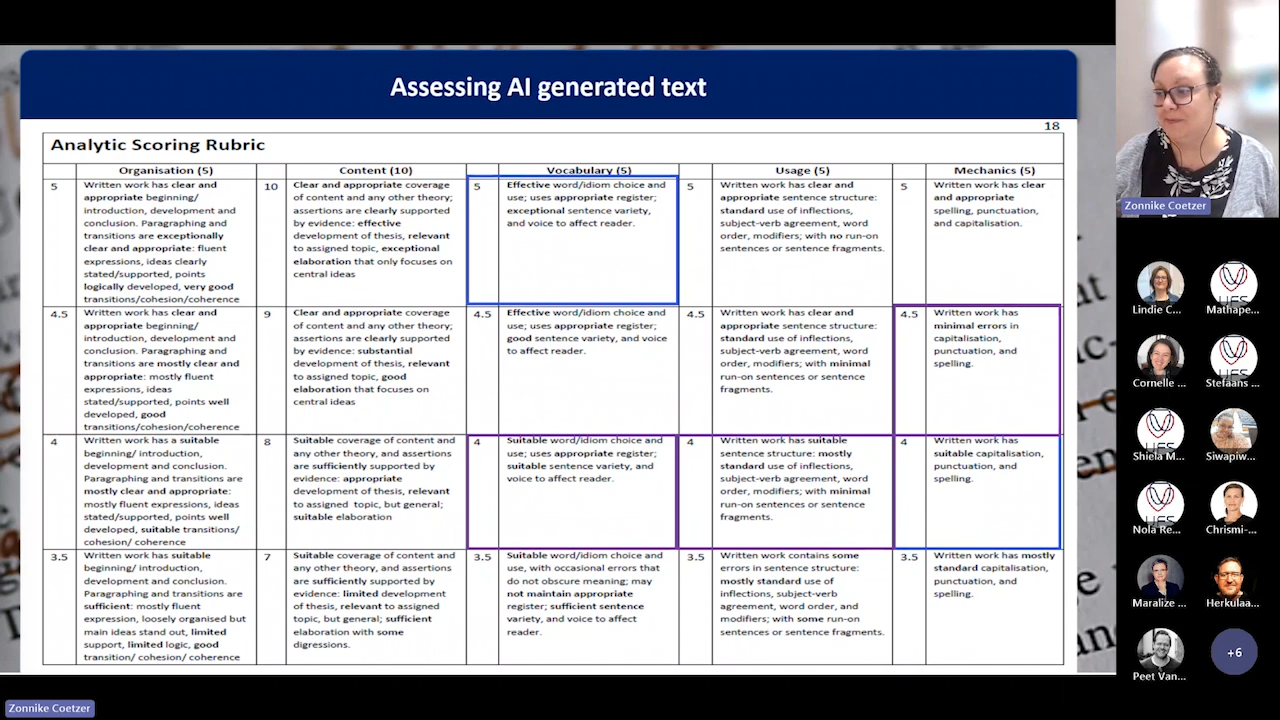 Assessing AI generated text
18
Analytic Scoring Rubric
Organisation (5)
Content (10)
Vocabulary (5)
Usage (5)
Mechanics (5)
5
Written work has clear and
appropriate beginning/
introduction, development and
conclusion. Paragraphing and
transitions are exceptionally
clear and appropriate: fluent
expressions, ideas clearly
stated/supported, points
logically developed, very good
transitions/cohesion/coherence
10
Clear and appropriate coverage
of content and any other theory;
assertions are clearly supported
by evidence: effective
development of thesis, relevant
to assigned topic, exceptional
elaboration that only focuses on
central ideas
5
Effective word/idiom choice and
use; uses appropriate register;
exceptional sentence variety,
and voice to affect reader.
5
Written work has clear and
appropriate sentence structure:
standard use of inflections,
subject-verb agreement, word
order, modifiers; with no run-on
sentences or sentence fragments.
5
Written work has clear
and appropriate
spelling, punctuation,
and capitalisation.
4.5
Written work has clear and
appropriate beginning/
introduction, development and
conclusion. Paragraphing and
transitions are mostly clear and
appropriate: mostly fluent
expressions, ideas
stated/supported, points well
developed, good
transitions/cohesion/coherence
9
Clear and appropriate coverage
of content and any other theory;
assertions are clearly supported
by evidence: substantial
development of thesis, relevant
to assigned topic, good
elaboration that focuses on
central ideas
4.5
Effective word/idiom choice and
use; uses appropriate register;
good sentence variety, and voice
to affect reader.
4.5
Written work has clear and
appropriate sentence structure:
standard use of inflections,
subject-verb agreement, word
order, modifiers; with minimal
run-on sentences or sentence
fragments.
4.5
Written work has
minimal errors in
capitalisation,
punctuation, and
spelling.
4
Written work has a suitable
beginning/ introduction,
development and conclusion.
Paragraphing and transitions are
mostly clear and appropriate:
mostly fluent expressions, ideas
stated/supported, points well
developed, suitable transitions/
cohesion/ coherence
8
Suitable coverage of content and
any other theory, and assertions
are sufficiently supported by
evidence: appropriate
development of thesis, relevant
to assigned topic, but general;
suitable elaboration
4
Suitable word/idiom choice and
use; uses appropriate register;
suitable sentence variety, and
voice to affect reader.
4
Written work has suitable
sentence structure: mostly
standard use of inflections,
subject-verb agreement, word
order, modifiers; with minimal
run-on sentences or sentence
fragments.
4
Written work has
suitable capitalisation,
punctuation, and
spelling.
3.5
Written work has suitable
beginning/ introduction,
development and conclusion.
Paragraphing and transitions are
sufficient: mostly fluent
expression, loosely organised but
main ideas stand out, limited
support, limited logic, good
transition/ cohesion/ coherence
7
Suitable coverage of content and
any other theory, and assertions
are sufficiently supported by
evidence: limited development
of thesis, relevant to assigned
topic, but general; sufficient
elaboration with some
digressions.
3.5
Suitable word/idiom choice and
use, with occasional errors that
do not obscure meaning; may
not maintain appropriate
register; sufficient sentence
variety, and voice to affect
reader.
3.5
Written work contains some
errors in sentence structure:
mostly standard use of
inflections, subject-verb
agreement, word order, and
modifiers; with some run-on
sentences or sentence fragments.
3.5
Written work has mostly
standard capitalisation,
punctuation, and
spelling.
Zonnike Coetzer
Lindie C...
Mathape...
Cornelle ...
Stefaans ...
Shiela M...
Siwapiw...
Nola Re...
Chrismi-...
Maralize ...
Herkulaa...
Peet Van...
+6
Zonnike Coetzer